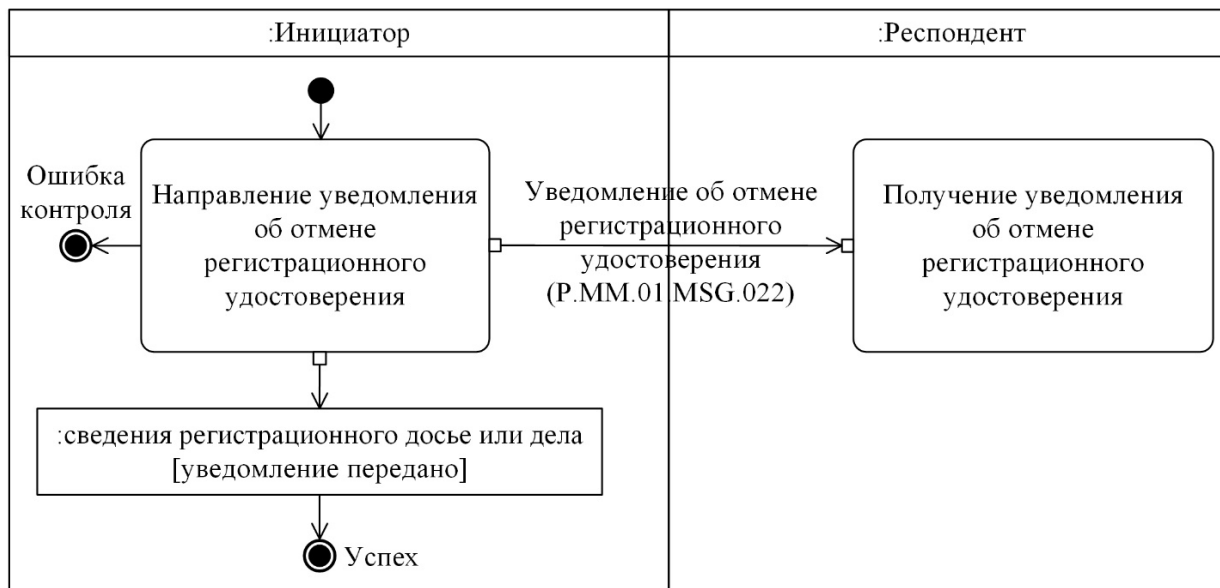 :Инициатор
:Респондент
Ошибка
контроля
Направление уведомления
об отмене
регистрационного
удостоверения
Уведомление об отмене
регистрационного
удостоверения
(P.MM.01.MSG.022)
Получение уведомления
об отмене
регистрационного
удостоверения
:сведения регистрационного досье или дела
[уведомление передано]
Успех